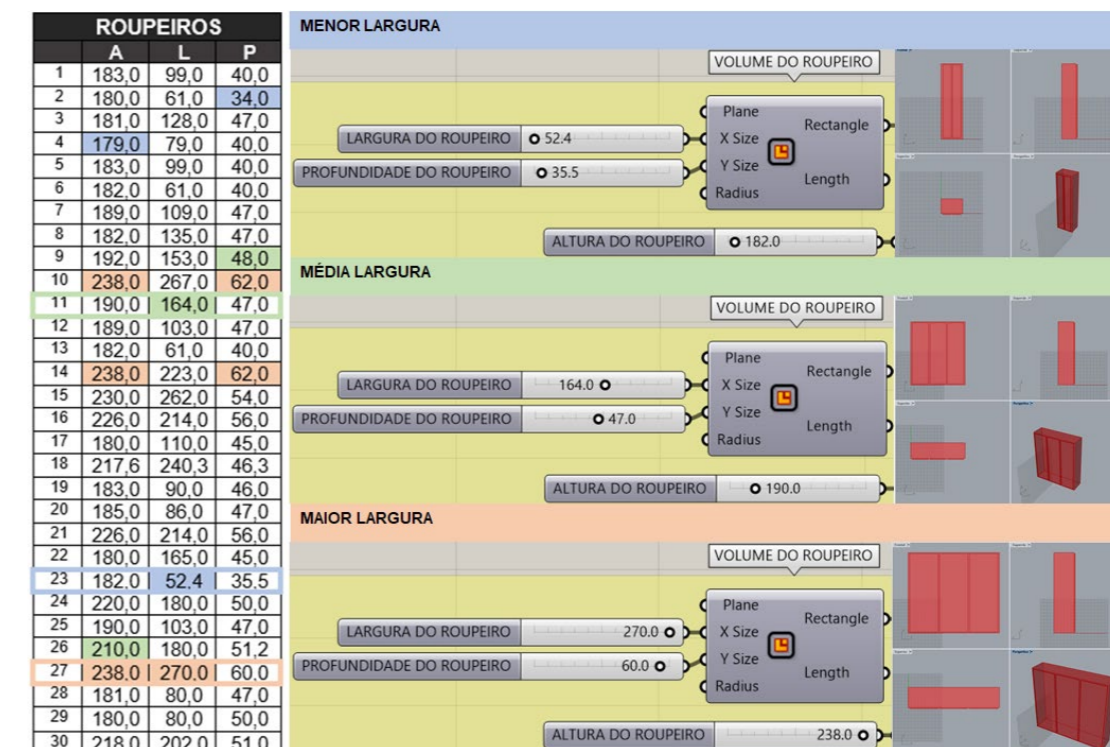 ROUPEIROS
A L P
1 183,0 99,0 40,0
2 180,0 61,0 34,0
3 181,0 128,0 47,0
4 179,0 79,0 40,0
5 183,0 99,0 40,0
6 182,0 61,0 40,0
7 189,0 109,0 47,0
8 182,0 135,0 47,0
9 192,0 153,0 48,0
10 238,0 267,0 62,0
11 190,0 164,0 47,0
12 189,0 103,0 47,0
13 182,0 61,0 40,0
14 238,0 223,0 62,0
15 230,0 262,0 54,0
16 226,0 214,0 56,0
17 180,0 110,0 45,0
18 217,6 240,3 46,3
19 183,0 90,0 46,0
20 185,0 86,0 47,0
21 226,0 214,0 56,0
22 180,0 165,0 45,0
23 182,0 52,4 35,5
24 220,0 180,0 50,0
25 190,0 103,0 47,0
26 210,0 180,0 51,2
27 238,0 270,0 60,0
28 181,0 80,0 47,0
29 180,0 80,0 50,0
30 218,0 202,0 51,0
MENOR LARGURA
VOLUME DO ROUPEIRO
Plane
X Size
Y Size
Radius
Rectangle
Length
LARGURA DO ROUPEIRO 52.4
PROFUNDIDADE DO ROUPEIRO 35.5
ALTURA DO ROUPEIRO 182.0
MÉDIA LARGURA
VOLUME DO ROUPEIRO
Plane
X Size
Y Size
Radius
Rectangle
Length
LARGURA DO ROUPEIRO 164.0
PROFUNDIDADE DO ROUPEIRO 47.0
ALTURA DO ROUPEIRO 190.0
MAIOR LARGURA
VOLUME DO ROUPEIRO
Plane
X Size
Y Size
Radius
Rectangle
Length
LARGURA DO ROUPEIRO 270.0
PROFUNDIDADE DO ROUPEIRO 60.0
ALTURA DO ROUPEIRO 238.0